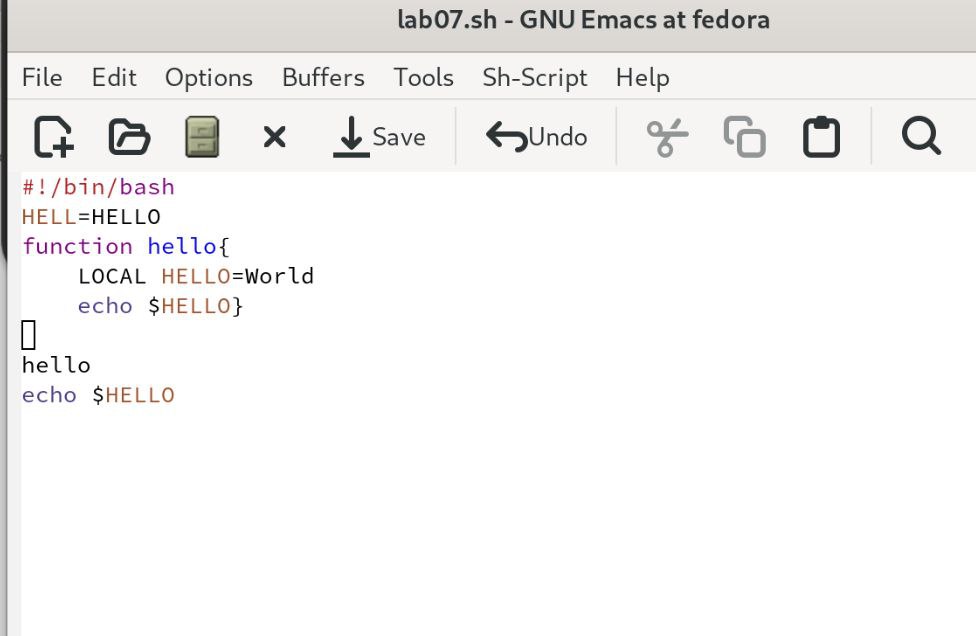 lab07.sh - GNU Emacs at fedora
File Edit Options Buffers Tools Sh-Script Help
Save Undo
#!/bin/bash
HELL=HELLO
function hello{
    LOCAL HELLO=World
    echo $HELLO}
hello
echo $HELLO